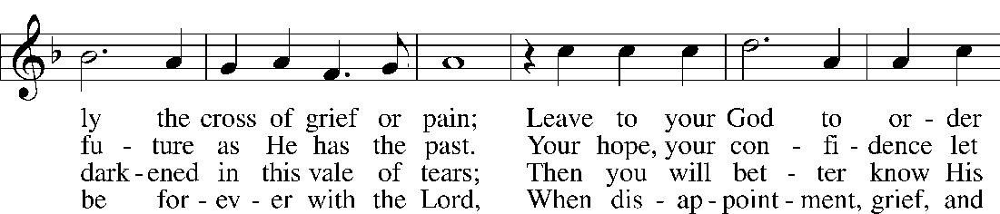 ly the cross of grief or pain; Leave to your God to or - der
fu - ture as He has the past. Your hope, your con - fi - dence let
dark - ened in this vale of tears; Then you will bet - ter know His
be for - ev - er with the Lord, When dis - ap - point - ment, grief, and